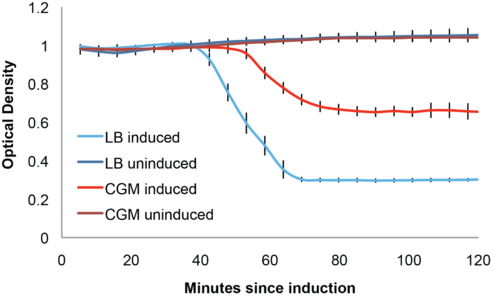 1.2
1
0.8
0.6
0.4
0.2
0
Optical Density
LB induced
LB uninduced
CGM induced
CGM uninduced
0 20 40 60 80 100 120
Minutes since induction